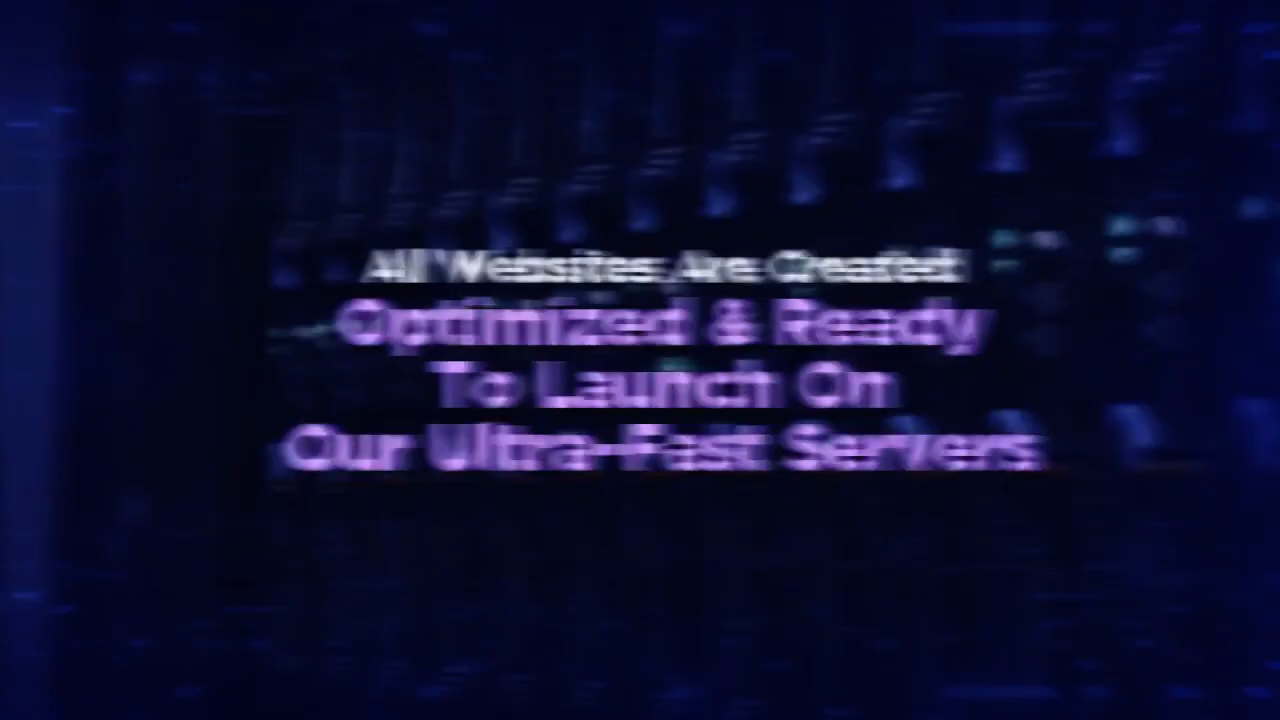 All Websites Are Created
Optimized & Ready
To Launch On
Our Ultra-Fast Servers